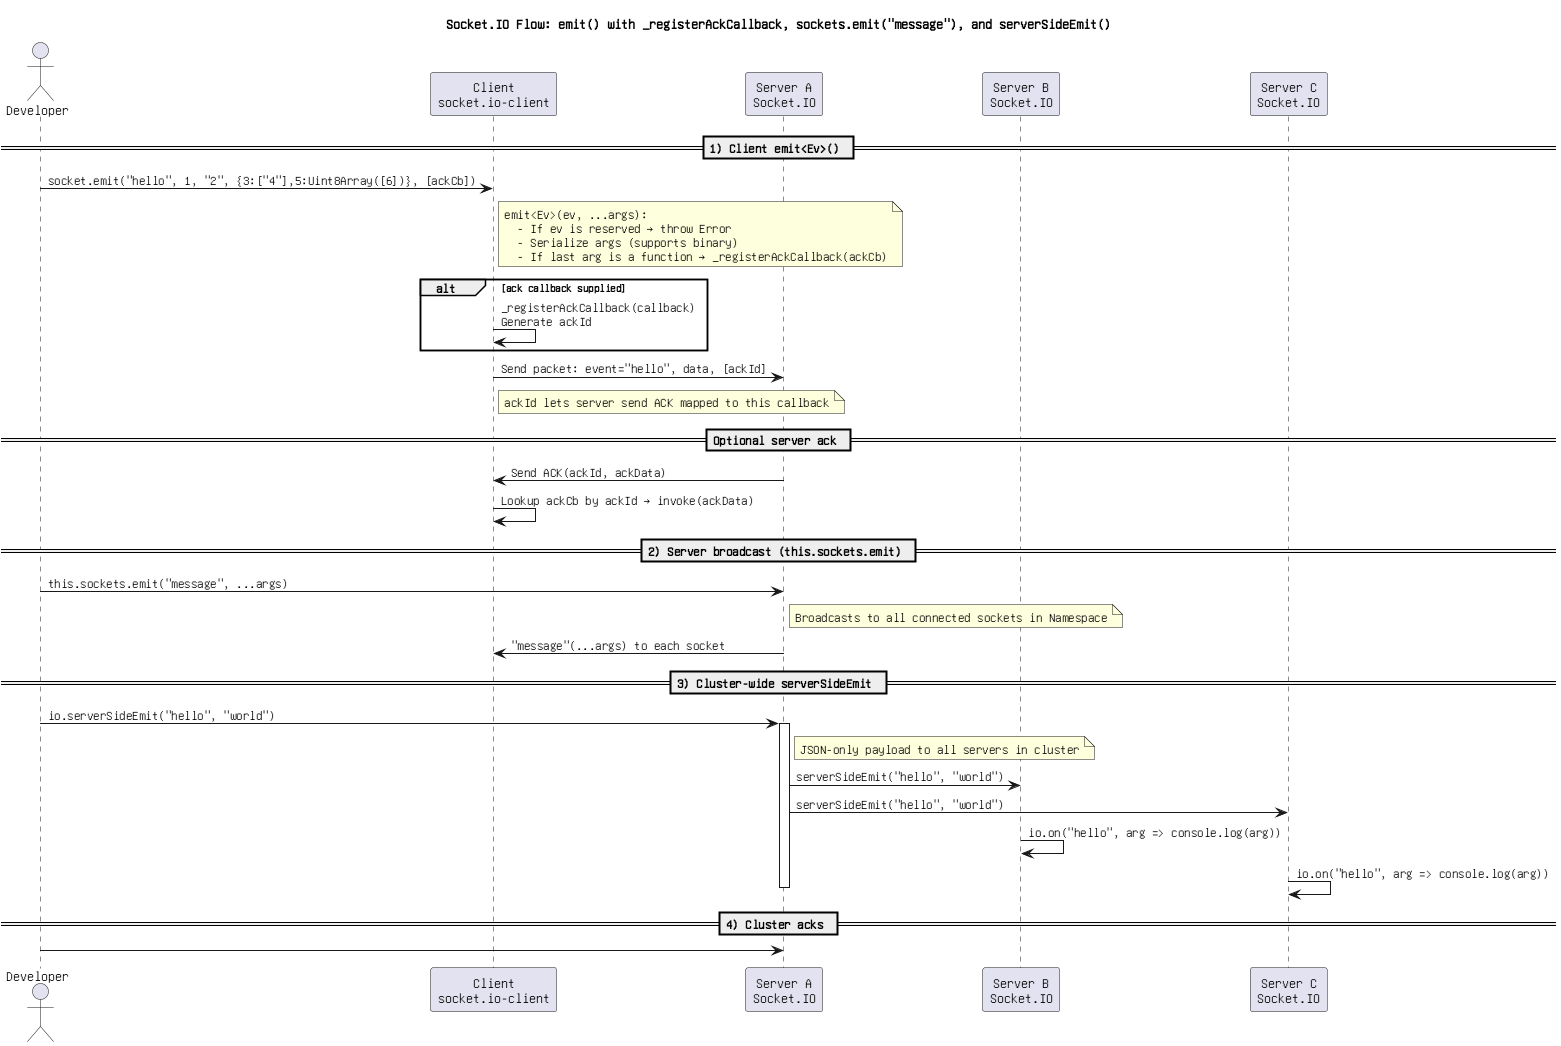 Socket.IO Flow: emit() with _registerAckCallback, sockets.emit("message"), and serverSideEmit()
Developer
Client
socket.io-client
Server A
Socket.IO
Server B
Socket.IO
Server C
Socket.IO
1) Client emit<Ev>()
socket.emit("hello", 1, "2", {3:["4"],5:Uint8Array([6])}, [ackCb])
emit<Ev>(ev, ...args):
- If ev is reserved → throw Error
- Serialize args (supports binary)
- If last arg is a function → _registerAckCallback(ackCb)
alt
[ack callback supplied]
_registerAckCallback(callback)
Generate ackId
Send packet: event="hello", data, [ackId]
ackId lets server send ACK mapped to this callback
Optional server ack
Send ACK(ackId, ackData)
Lookup ackCb by ackId → invoke(ackData)
2) Server broadcast (this.sockets.emit)
this.sockets.emit("message", ...args)
Broadcasts to all connected sockets in Namespace
"message"(...args) to each socket
3) Cluster-wide serverSideEmit
io.serverSideEmit("hello", "world")
JSON-only payload to all servers in cluster
serverSideEmit("hello", "world")
serverSideEmit("hello", "world")
io.on("hello", arg => console.log(arg))
io.on("hello", arg => console.log(arg))
4) Cluster acks
Developer
Client
socket.io-client
Server A
Socket.IO
Server B
Socket.IO
Server C
Socket.IO